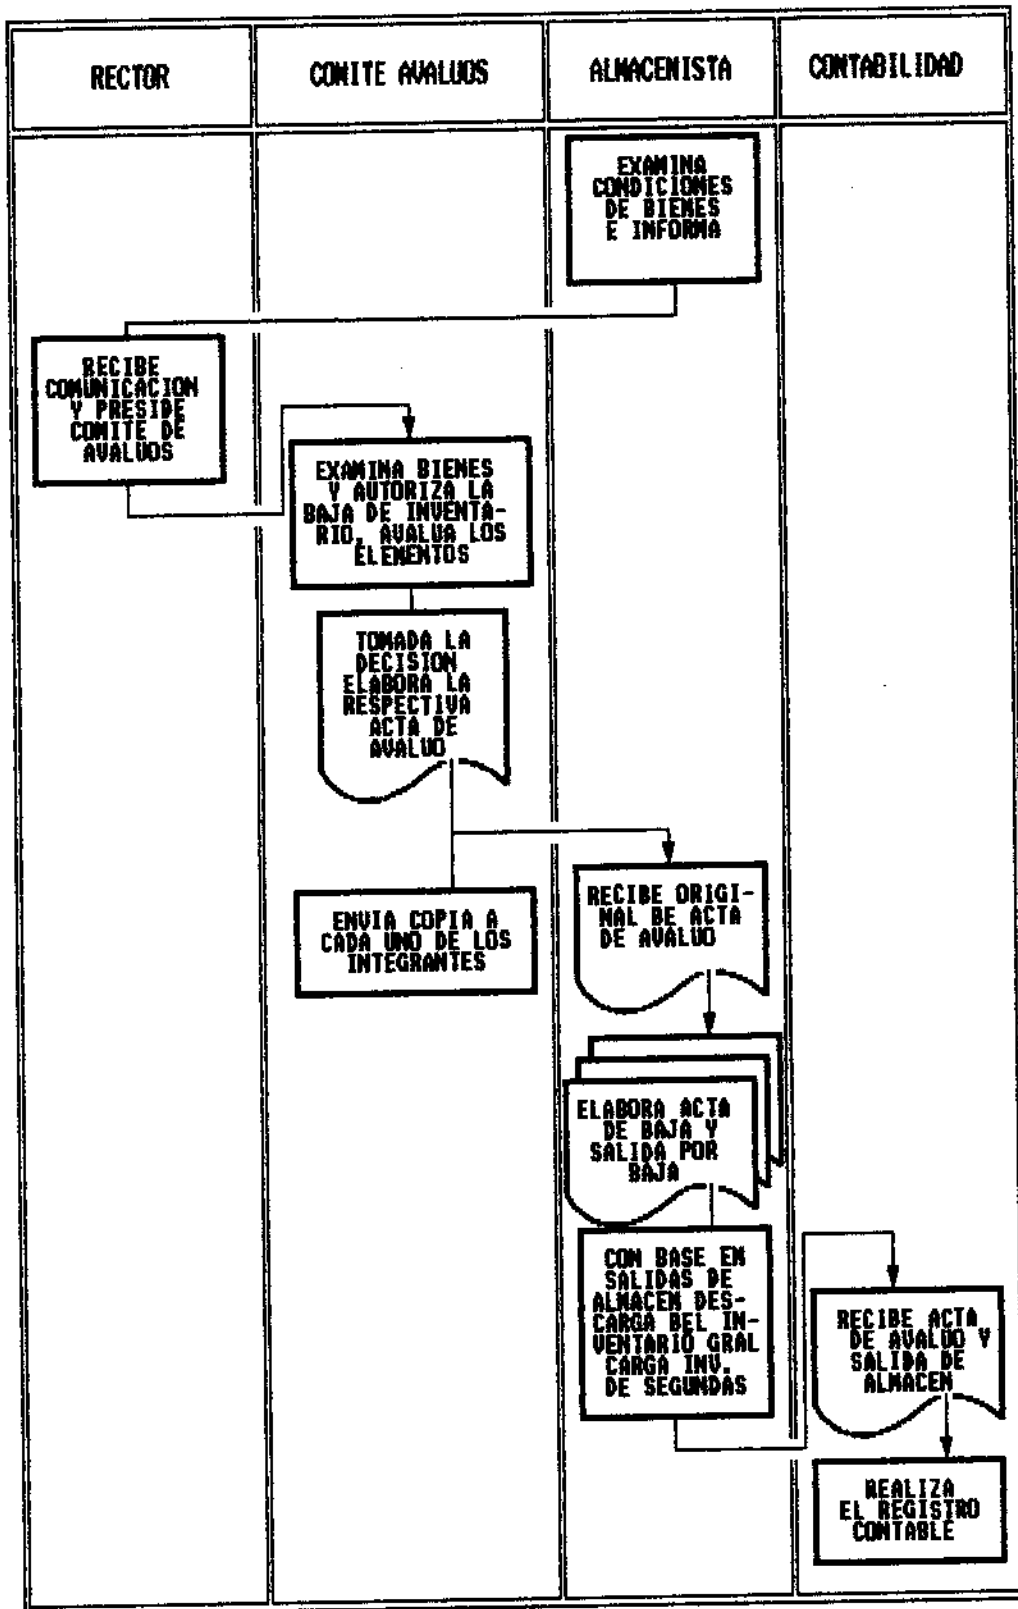 RECTOR
COMITE AVALUOS
ALMACENISTA
CONTABILIDAD
EXAMINA
CONDICIONES
DE BIENES
E INFORMA
RECIBE
COMUNICACION
Y PRESIDE
COMITE DE
AVALUOS
EXAMINA BIENES
Y AUTORIZA LA
BAJA DE INVENTA-
RIO, AVALUA LOS
ELEMENTOS
TOMADA LA
DECISION
ELABORA LA
RESPECTIVA
ACTA DE
AVALUO
ENVIA COPIA A
CADA UNO DE LOS
INTEGRANTES
RECIBE ORIGI-
NAL DE ACTA
DE AVALUO
ELABORA ACTA
DE BAJA Y
SALIDA POR
BAJA
CON BASE EN
SALIDAS DE
ALMACEN DES-
CARGA DEL IN-
VENTARIO GRAL
CARGA INV.
DE SEGUNDAS
RECIBE ACTA
DE AVALUO Y
SALIDA DE
ALMACEN
REALIZA
EL REGISTRO
CONTABLE